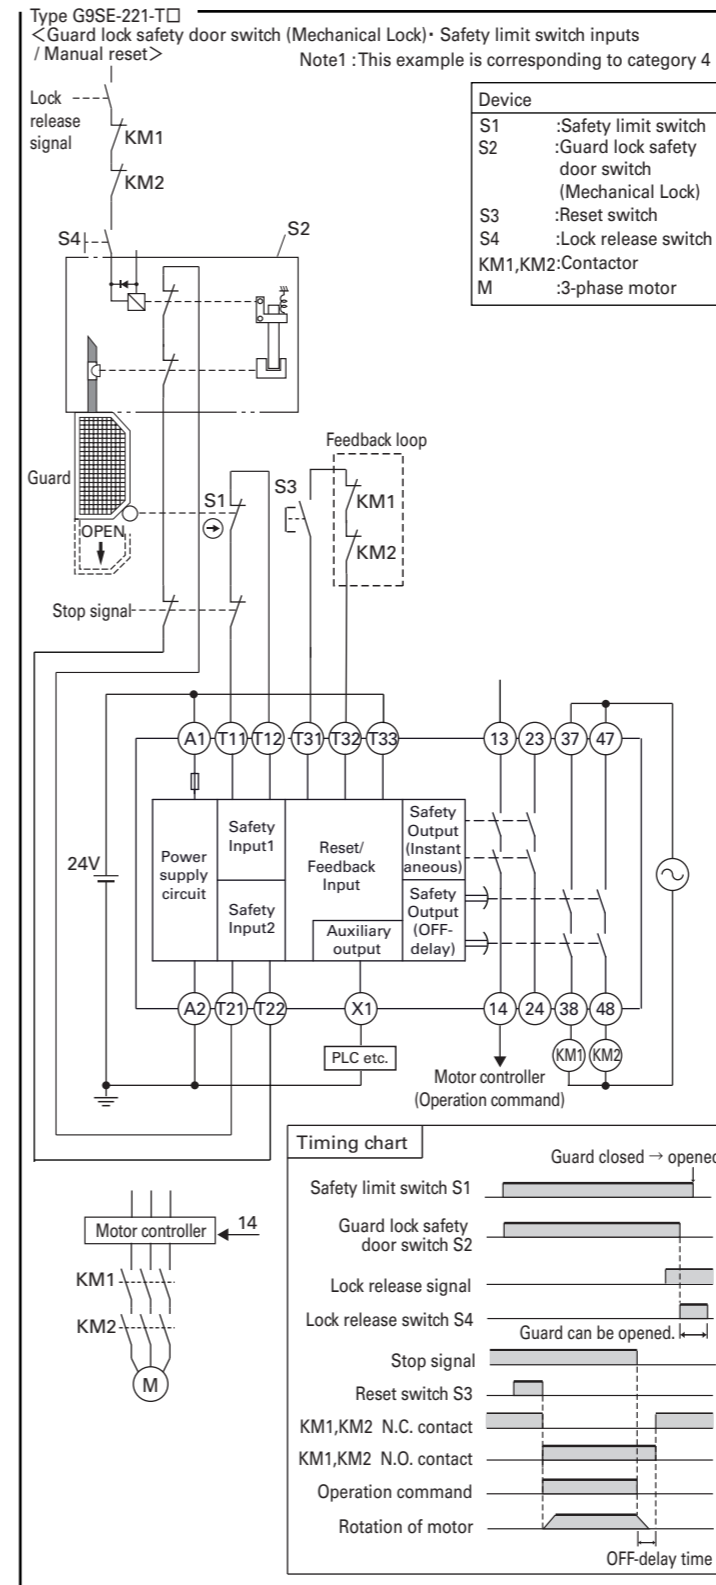 Type G9SE-221-T□
<Guard lock safety door switch (Mechanical Lock)・Safety limit switch inputs
/ Manual reset>
Note1 :This example is corresponding to category 4
Lock
release
signal
KM1
KM2
S4
S2
Device
S1 :Safety limit switch
S2 :Guard lock safety
door switch
(Mechanical Lock)
S3 :Reset switch
S4 :Lock release switch
KM1,KM2:Contactor
M :3-phase motor
Guard
OPEN
S1
S3
Feedback loop
KM1
KM2
Stop signal
A1 T11 T12 T31 T32 T33 13 23 37 47
24V
Power
supply
circuit
Safety
Input1
Safety
Input2
Reset/
Feedback
Input
Auxiliary
output
Safety
Output
(Instant
aneous)
Safety
Output
(OFF-
delay)
A2 T21 T22 X1 14 24 38 48
PLC etc.
KM1 KM2
Motor controller
(Operation command)
Motor controller
14
KM1
KM2
M
Timing chart
Guard closed → opened
Safety limit switch S1
Guard lock safety
door switch S2
Lock release signal
Lock release switch S4
Guard can be opened.
Stop signal
Reset switch S3
KM1,KM2 N.C. contact
KM1,KM2 N.O. contact
Operation command
Rotation of motor
OFF-delay time